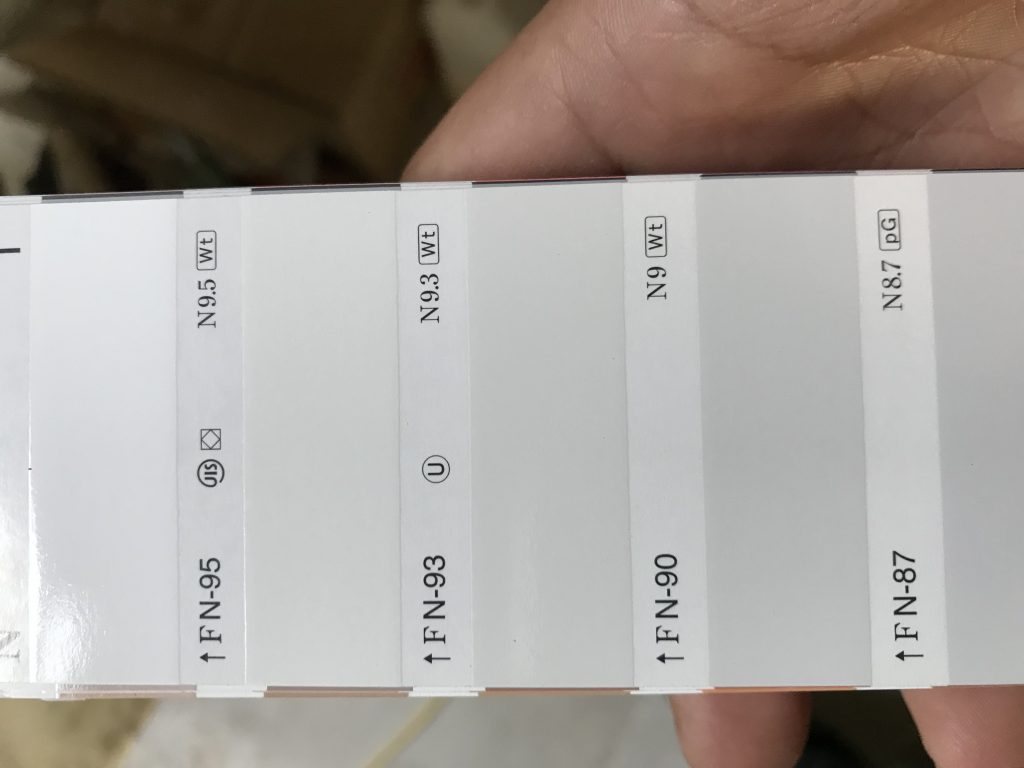 ↑FN-95 JIS N9.5 Wt
↑FN-93 U N9.3 Wt
↑FN-90 N9 Wt
↑FN-87 N8.7 pG